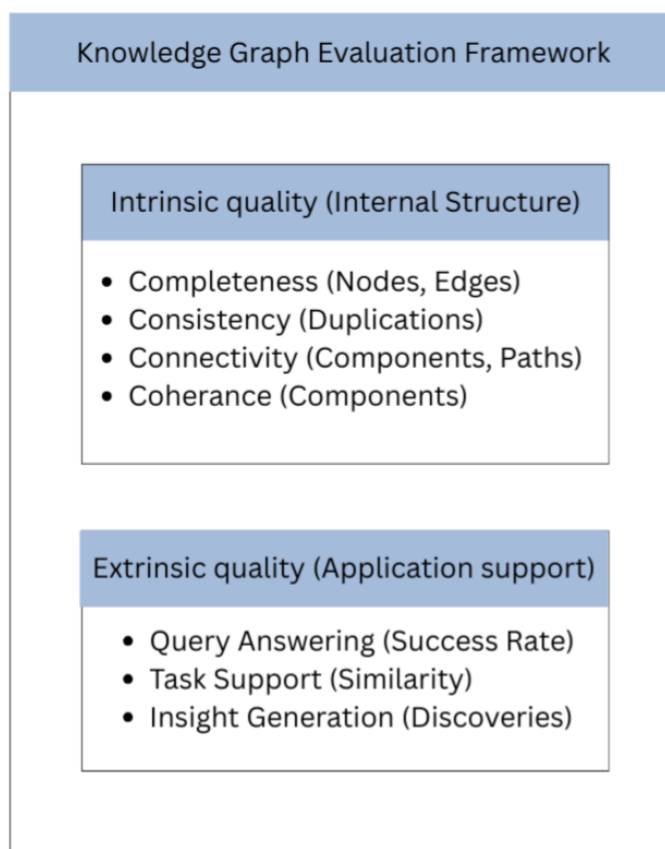 Knowledge Graph Evaluation Framework
Intrinsic quality (Internal Structure)
• Completeness (Nodes, Edges)
• Consistency (Duplications)
• Connectivity (Components, Paths)
• Coherance (Components)
Extrinsic quality (Application support)
• Query Answering (Success Rate)
• Task Support (Similarity)
• Insight Generation (Discoveries)